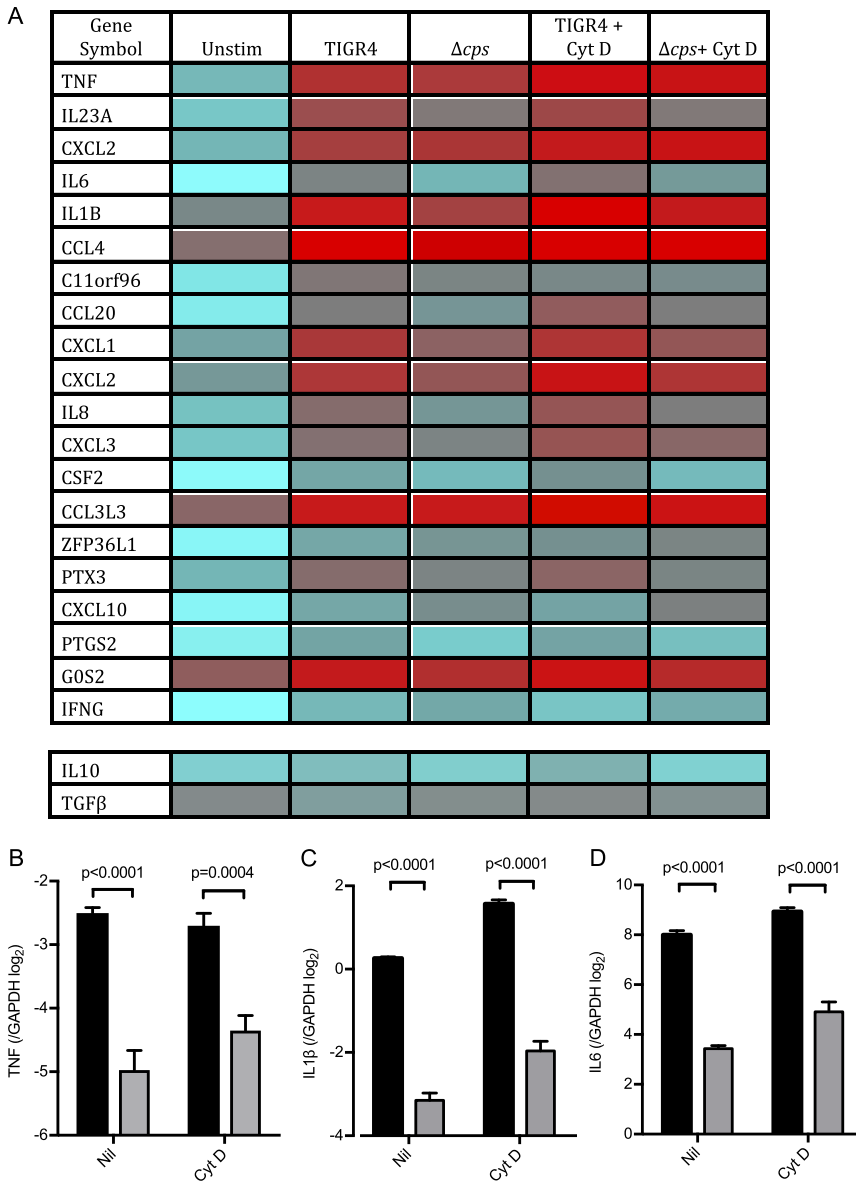 A
Gene Symbol Unstim TIGR4 Δcps TIGR4 + Cyt D Δcps+ Cyt D
TNF
IL23A
CXCL2
IL6
IL1B
CCL4
C11orf96
CCL20
CXCL1
CXCL2
IL8
CXCL3
CSF2
CCL3L3
ZFP36L1
PTX3
CXCL10
PTGS2
G0S2
IFNG
IL10
TGFβ
B
p<0.0001
p=0.0004
TNF (/GAPDH log2)
-2
-3
-4
-5
-6
Nil
Cyt D
C
p<0.0001
p<0.0001
IL1β (/GAPDH log2)
2
0
-2
-4
Nil
Cyt D
D
p<0.0001
p<0.0001
IL6 (/GAPDH log2)
10
8
6
4
2
0
Nil
Cyt D